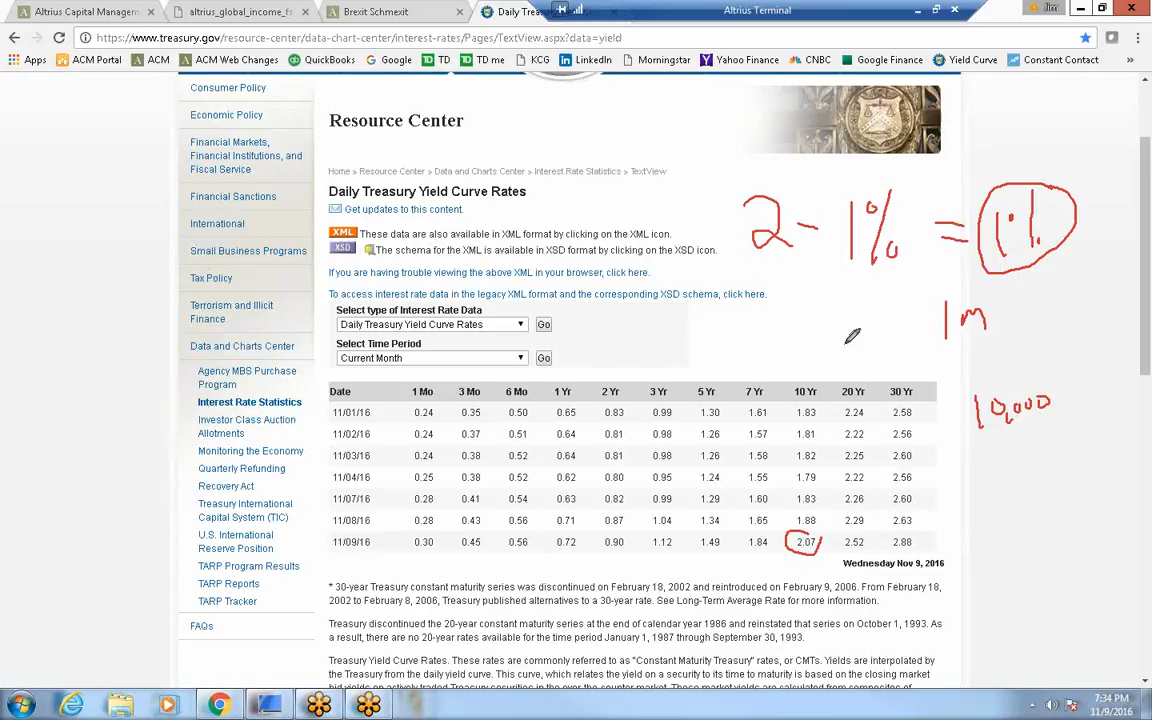 Altrius Capital Managem
altrius_global_income_fs
Brexit Schmexit
Daily Trea
Altrius Terminal
Jim
https://www.treasury.gov/resource-center/data-chart-center/interest-rates/Pages/TextView.aspx?data=yield
Apps ACM Portal ACM ACM Web Changes QuickBooks Google TD TD me KCG LinkedIn Morningstar Yahoo Finance CNBC Google Finance Yield Curve Constant Contact »
Consumer Policy
Economic Policy
Financial Markets,
Financial Institutions, and
Fiscal Service
Financial Sanctions
International
Small Business Programs
Tax Policy
Terrorism and Illicit
Finance
Data and Charts Center
Agency MBS Purchase
Program
Interest Rate Statistics
Investor Class Auction
Allotments
Monitoring the Economy
Quarterly Refunding
Recovery Act
Treasury International
Capital System (TIC)
U.S. International
Reserve Position
TARP Program Results
TARP Reports
TARP Tracker
FAQs
Resource Center
Home » Resource Center » Data and Charts Center » Interest Rate Statistics » TextView
Daily Treasury Yield Curve Rates
Get updates to this content.
XML These data are also available in XML format by clicking on the XML icon.
XSD The schema for the XML is available in XSD format by clicking on the XSD icon.
If you are having trouble viewing the above XML in your browser, click here.
To access interest rate data in the legacy XML format and the corresponding XSD schema, click here.
Select type of Interest Rate Data
Daily Treasury Yield Curve Rates Go
Select Time Period
Current Month Go
Date 1 Mo 3 Mo 6 Mo 1 Yr 2 Yr 3 Yr 5 Yr 7 Yr 10 Yr 20 Yr 30 Yr
11/01/16 0.24 0.35 0.50 0.65 0.83 0.99 1.30 1.61 1.83 2.24 2.58
11/02/16 0.24 0.37 0.51 0.64 0.81 0.98 1.26 1.57 1.81 2.22 2.56
11/03/16 0.24 0.38 0.52 0.64 0.81 0.98 1.26 1.58 1.82 2.25 2.60
11/04/16 0.25 0.38 0.52 0.62 0.80 0.95 1.24 1.55 1.79 2.22 2.56
11/07/16 0.28 0.41 0.54 0.63 0.82 0.99 1.29 1.60 1.83 2.26 2.60
11/08/16 0.28 0.43 0.56 0.71 0.87 1.04 1.34 1.65 1.88 2.29 2.63
11/09/16 0.30 0.45 0.56 0.72 0.90 1.12 1.49 1.84 2.07 2.52 2.88
Wednesday Nov 9, 2016
* 30-year Treasury constant maturity series was discontinued on February 18, 2002 and reintroduced on February 9, 2006. From February 18,
2002 to February 8, 2006, Treasury published alternatives to a 30-year rate. See Long-Term Average Rate for more information.
Treasury discontinued the 20-year constant maturity series at the end of calendar year 1986 and reinstated that series on October 1, 1993. As
a result, there are no 20-year rates available for the time period January 1, 1987 through September 30, 1993.
Treasury Yield Curve Rates. These rates are commonly referred to as "Constant Maturity Treasury" rates, or CMTs. Yields are interpolated by
the Treasury from the daily yield curve. This curve, which relates the yield on a security to its time to maturity is based on the closing market
2 - 1% = 1%
1m
10,000
7:34 PM
11/9/2016